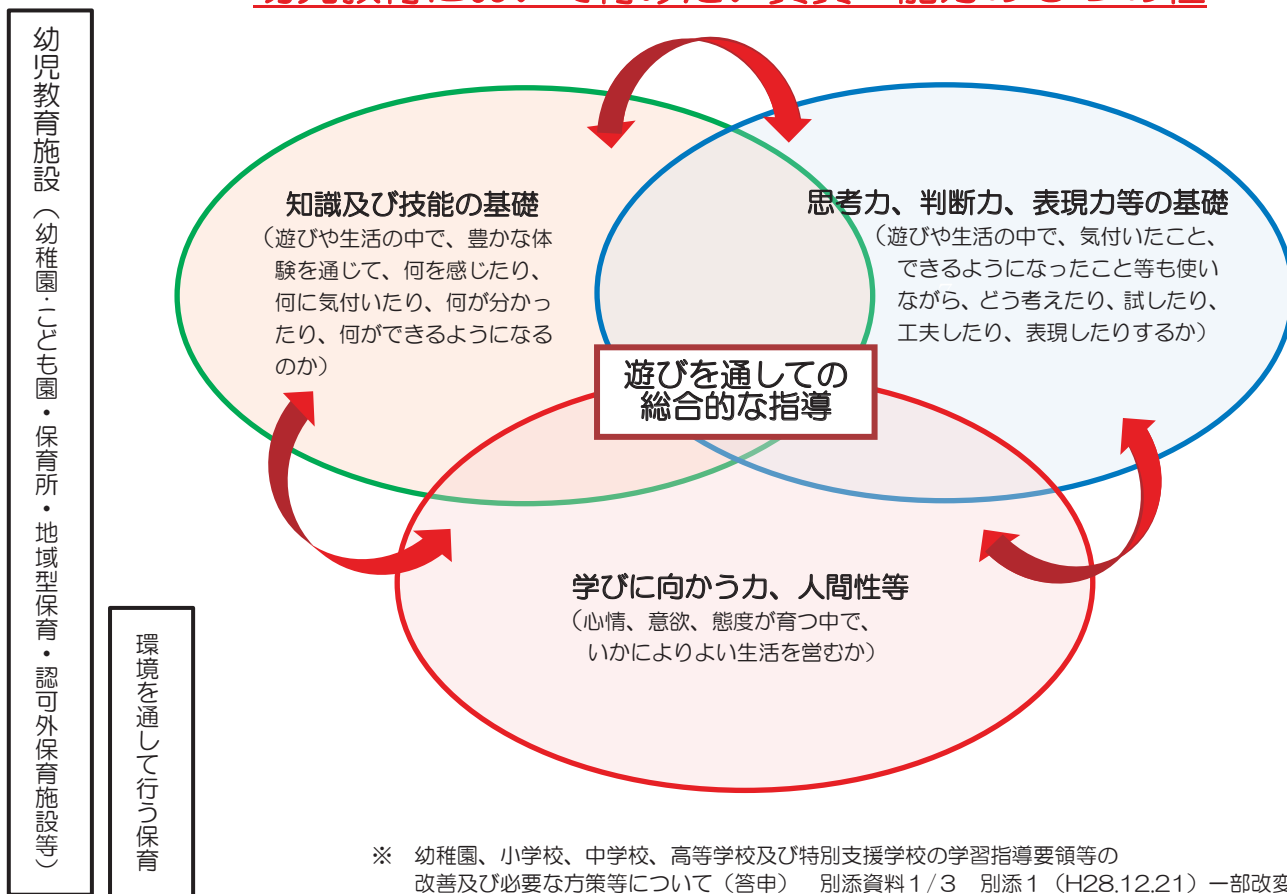 幼児教育施設（幼稚園・こども園・保育所・地域型保育・認可外保育施設等）
環境を通して行う保育
知識及び技能の基礎
（遊びや生活の中で、豊かな体
験を通じて、何を感じたり、
何に気付いたり、何が分かっ
たり、何ができるようになる
のか）
思考力、判断力、表現力等の基礎
（遊びや生活の中で、気付いたこと、
できるようになったこと等も使い
ながら、どう考えたり、試したり、
工夫したり、表現したりするか）
遊びを通しての
総合的な指導
学びに向かう力、人間性等
（心情、意欲、態度が育つ中で、
いかによりよい生活を営むか）
※　幼稚園、小学校、中学校、高等学校及び特別支援学校の学習指導要領等の
改善及び必要な方策等について（答申）　別添資料１/３　別添１（H28.12.21）一部改